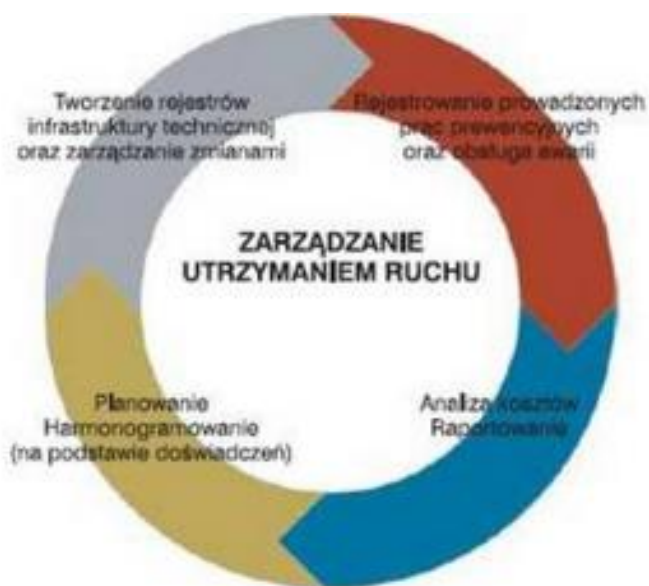 Tworzenie rejestrów
infrastruktury technicznej
oraz zarządzanie zmianami
Rejestrowanie prowadzonych
prac prewencyjnych
oraz obsługa awarii
ZARZĄDZANIE
UTRZYMANIEM RUCHU
Planowanie
Harmonogramowanie
(na podstawie doświadczeń)
Analiza kosztów
Raportowanie